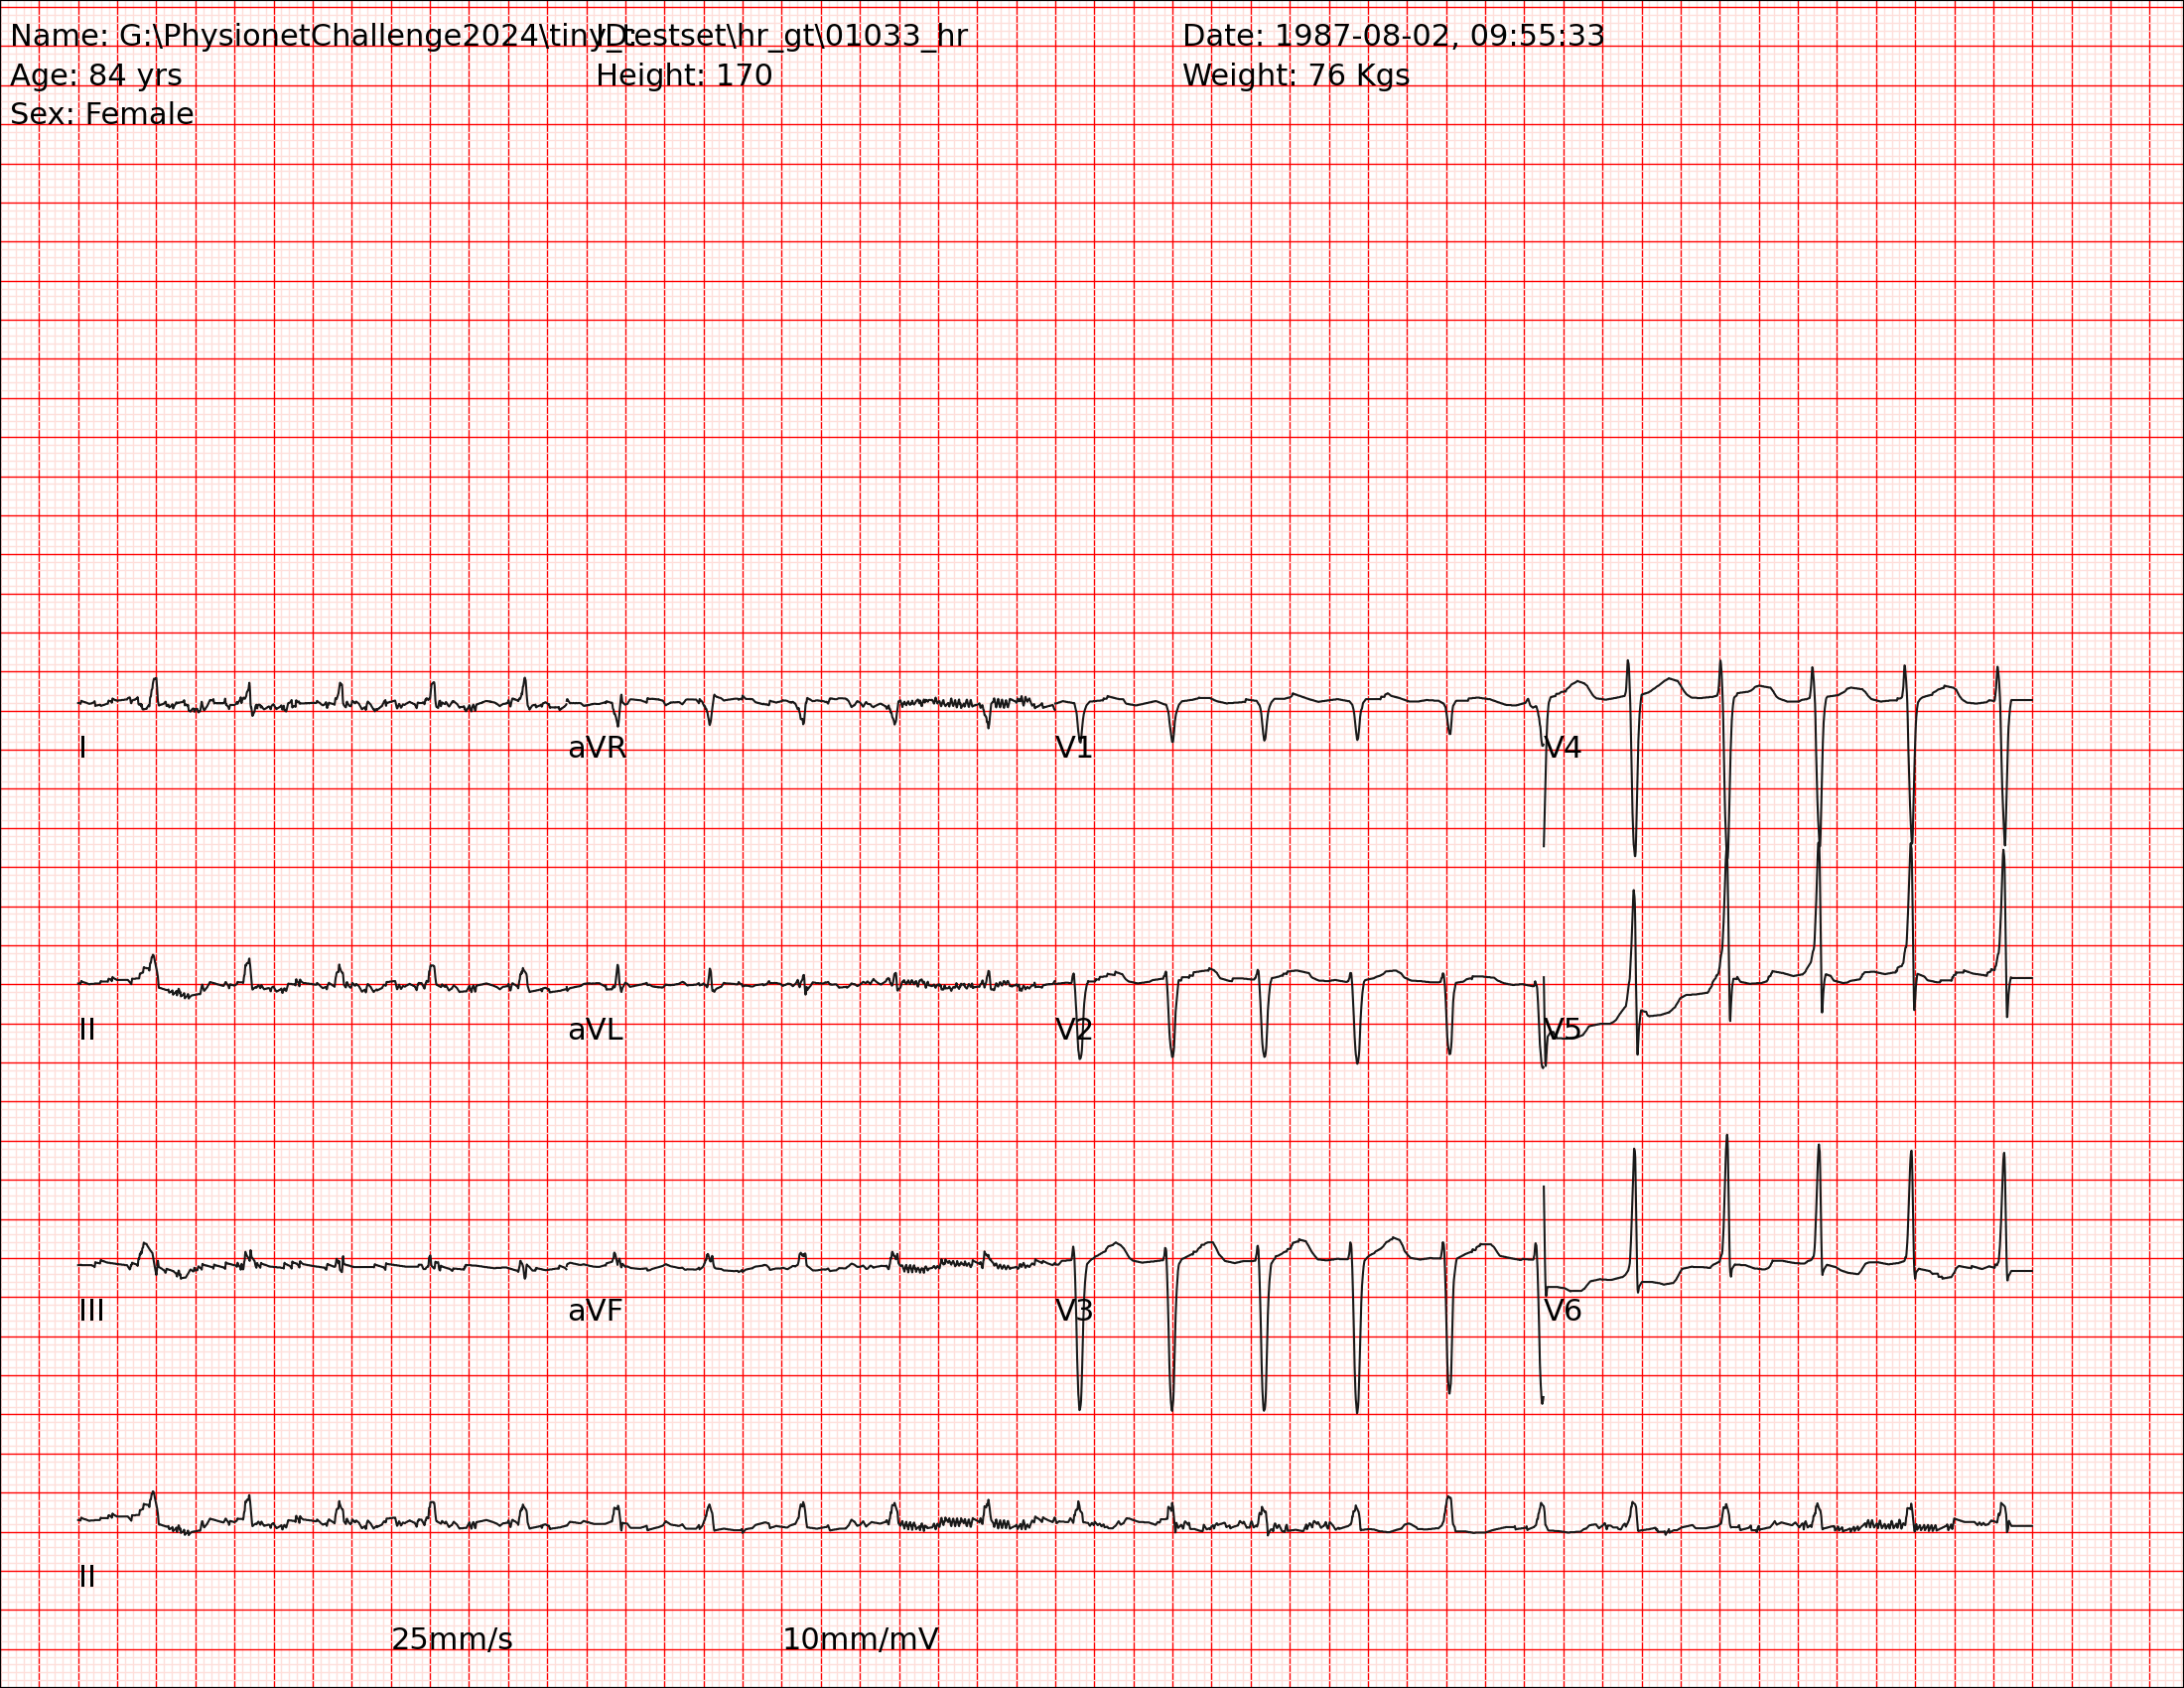 Name: G:\PhysionetChallenge2024\tiny_testset\hr_gt\01033_hr ID: Date: 1987-08-02, 09:55:33
Age: 84 yrs Height: 170 Weight: 76 Kgs
Sex: Female
I aVR V1 V4
II aVL V2 V5
III aVF V3 V6
II
25mm/s 10mm/mV